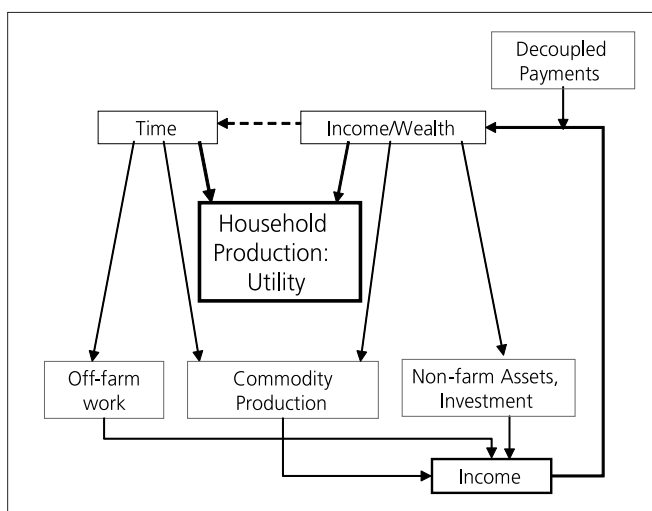 Decoupled
Payments
Time
Income/Wealth
Household
Production:
Utility
Off-farm
work
Commodity
Production
Non-farm Assets,
Investment
Income